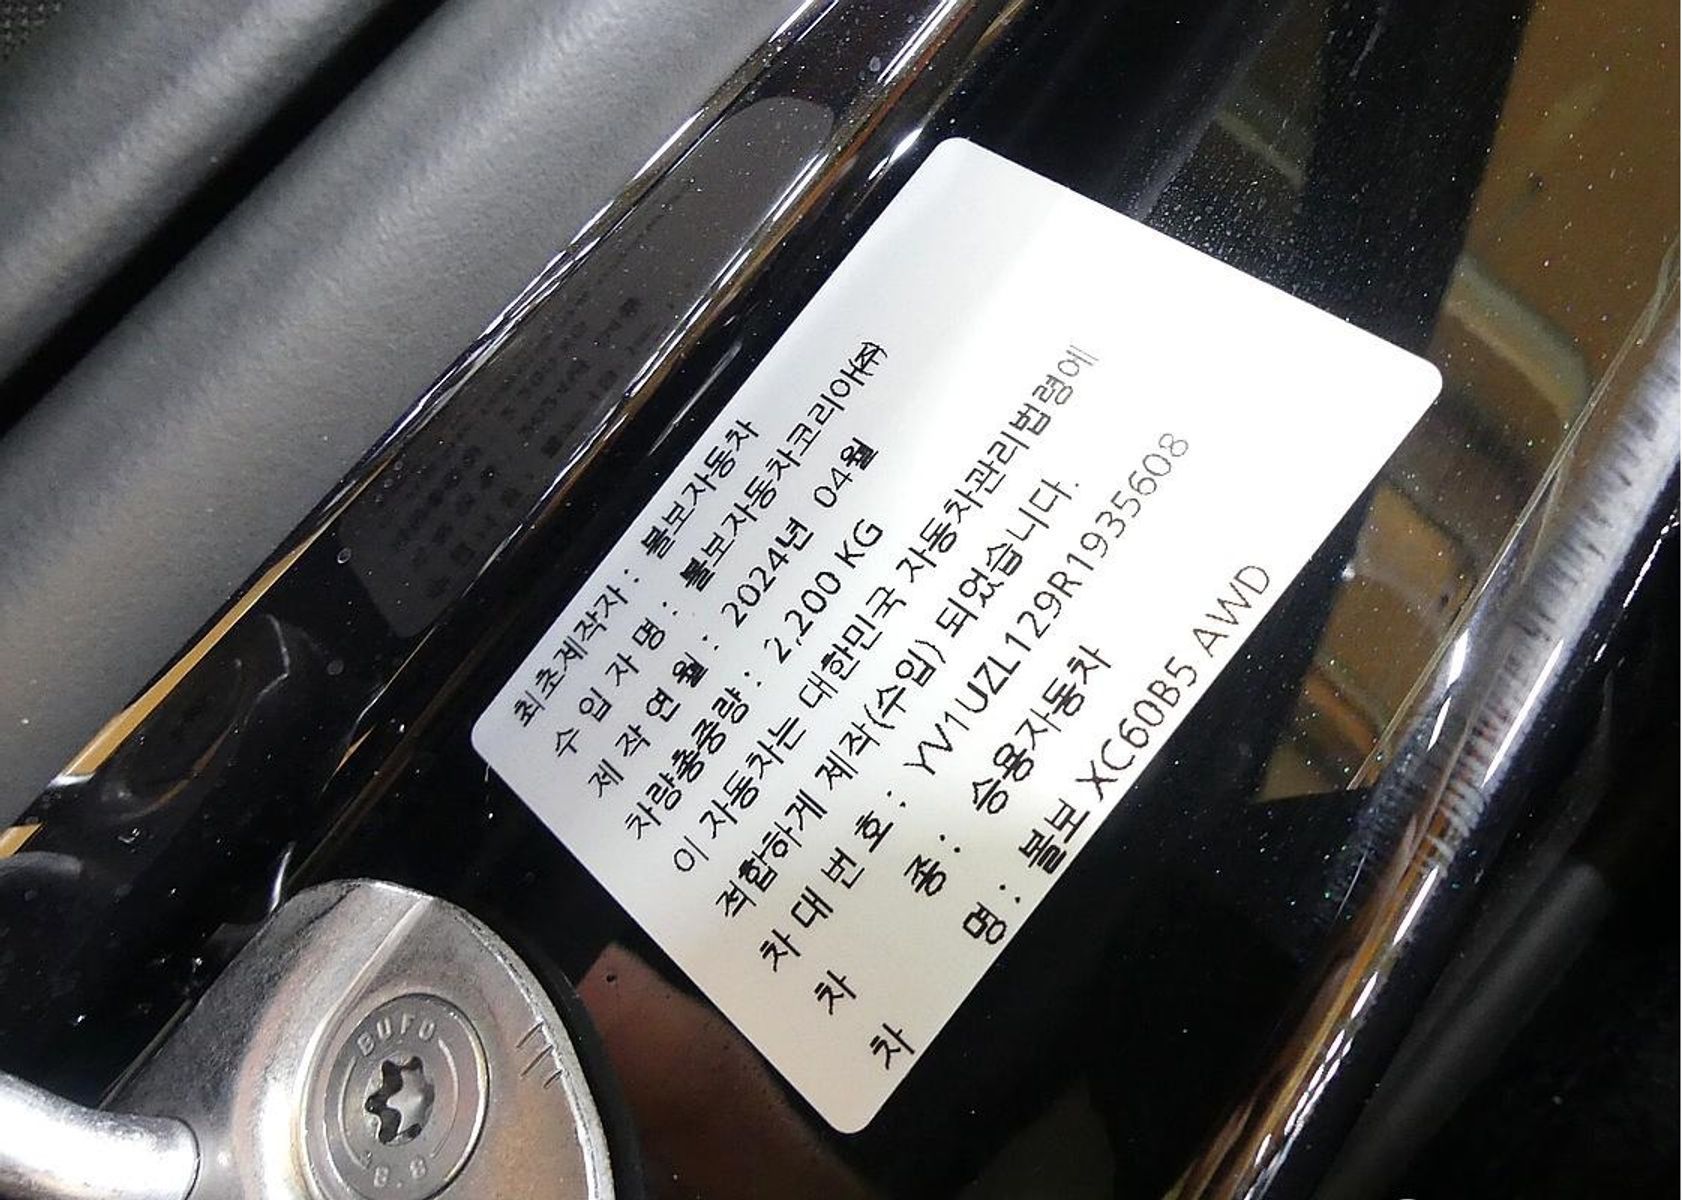 최초제작자 : 볼보자동차
수 입 자 명 : 볼보자동차코리아㈜
제 작 연 월 : 2024년 04월
차량총중량 : 2,200 KG
이 자동차는 대한민국 자동차관리법령에
적합하게 제작(수입) 되었습니다.
차 대 번 호 : YV1UZL129R1935608
차 종 : 승용자동차
차 명 : 볼보 XC60B5 AWD
BUFO
8.8